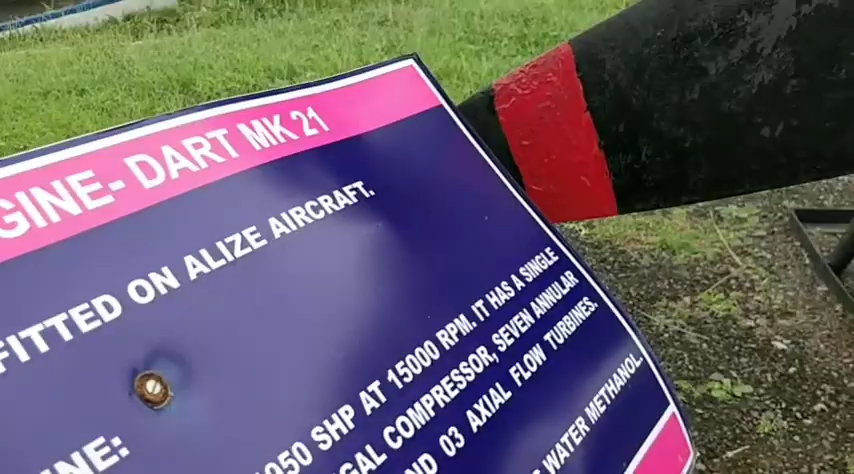 GINE- DART MK 21
FITTED ON ALIZE AIRCRAFT.
NE:
050 SHP AT 15000 RPM. IT HAS A SINGLE
GAL COMPRESSOR, SEVEN ANNULAR
ND 03 AXIAL FLOW TURBINES.
S WATER METHANOL.